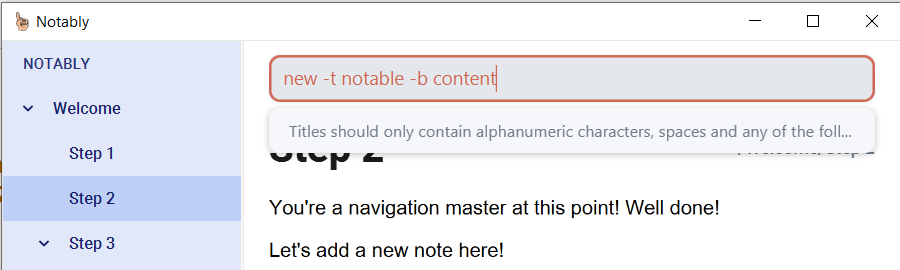 Notably
NOTABLY
Welcome
Step 1
Step 2
Step 3
new -t notable -b content
Titles should only contain alphanumeric characters, spaces and any of the foll...
Step 2
You're a navigation master at this point! Well done!
Let's add a new note here!